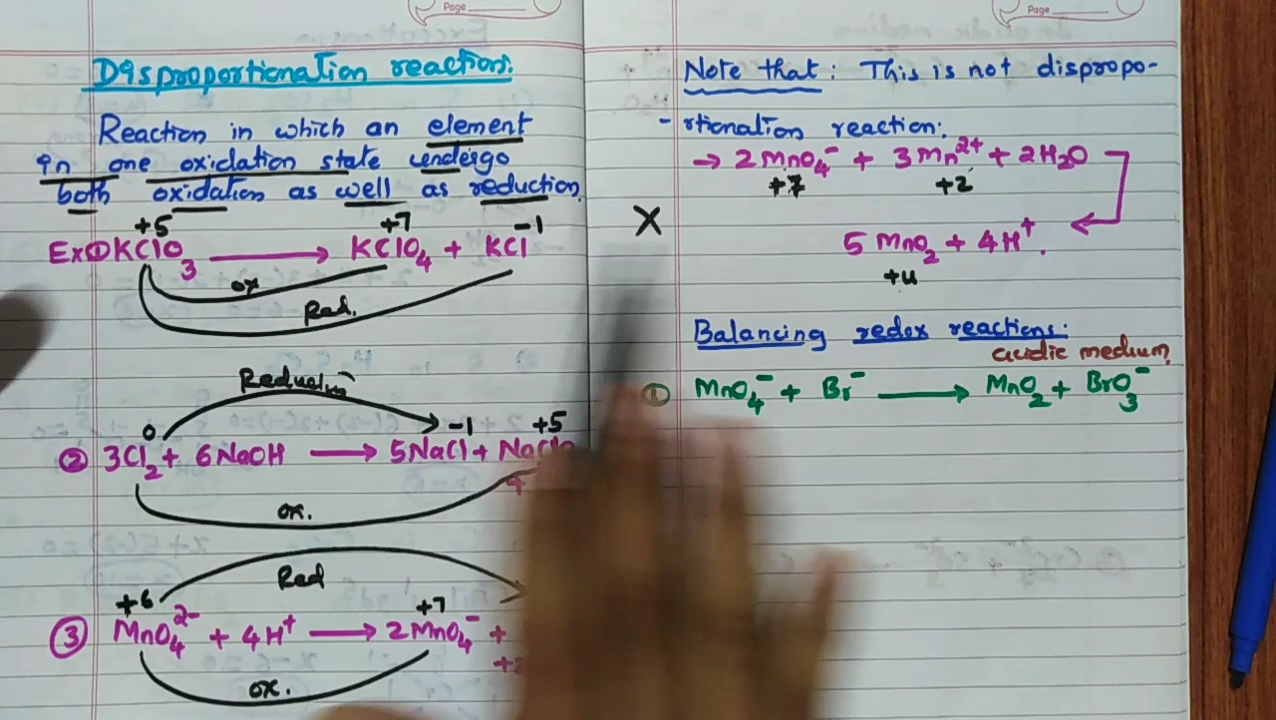 Page
Disproportionation reaction:
Reaction in which an element
in one oxidation state undergo
both oxidation as well as reduction.
+5 +7 -1
Ex① KClO₃ ⟶ KClO₄ + KCl
ox
Red.
Reduction
0 -1 +5
② 3Cl₂ + 6NaOH ⟶ 5NaCl +
ox.
Red
+6 +7
③ MnO₄²⁻ + 4H⁺ ⟶ 2MnO₄⁻ +
ox.
Page
Note that: This is not dispropo-
-rtionation reaction:
→ 2MnO₄⁻ + 3Mn²⁺ + 2H₂O
+7 +2
X
5 MnO₂ + 4H⁺.
+4
Balancing redox reactions:
acidic medium.
① MnO₄⁻ + Br⁻ ⟶ MnO₂ + BrO₃⁻